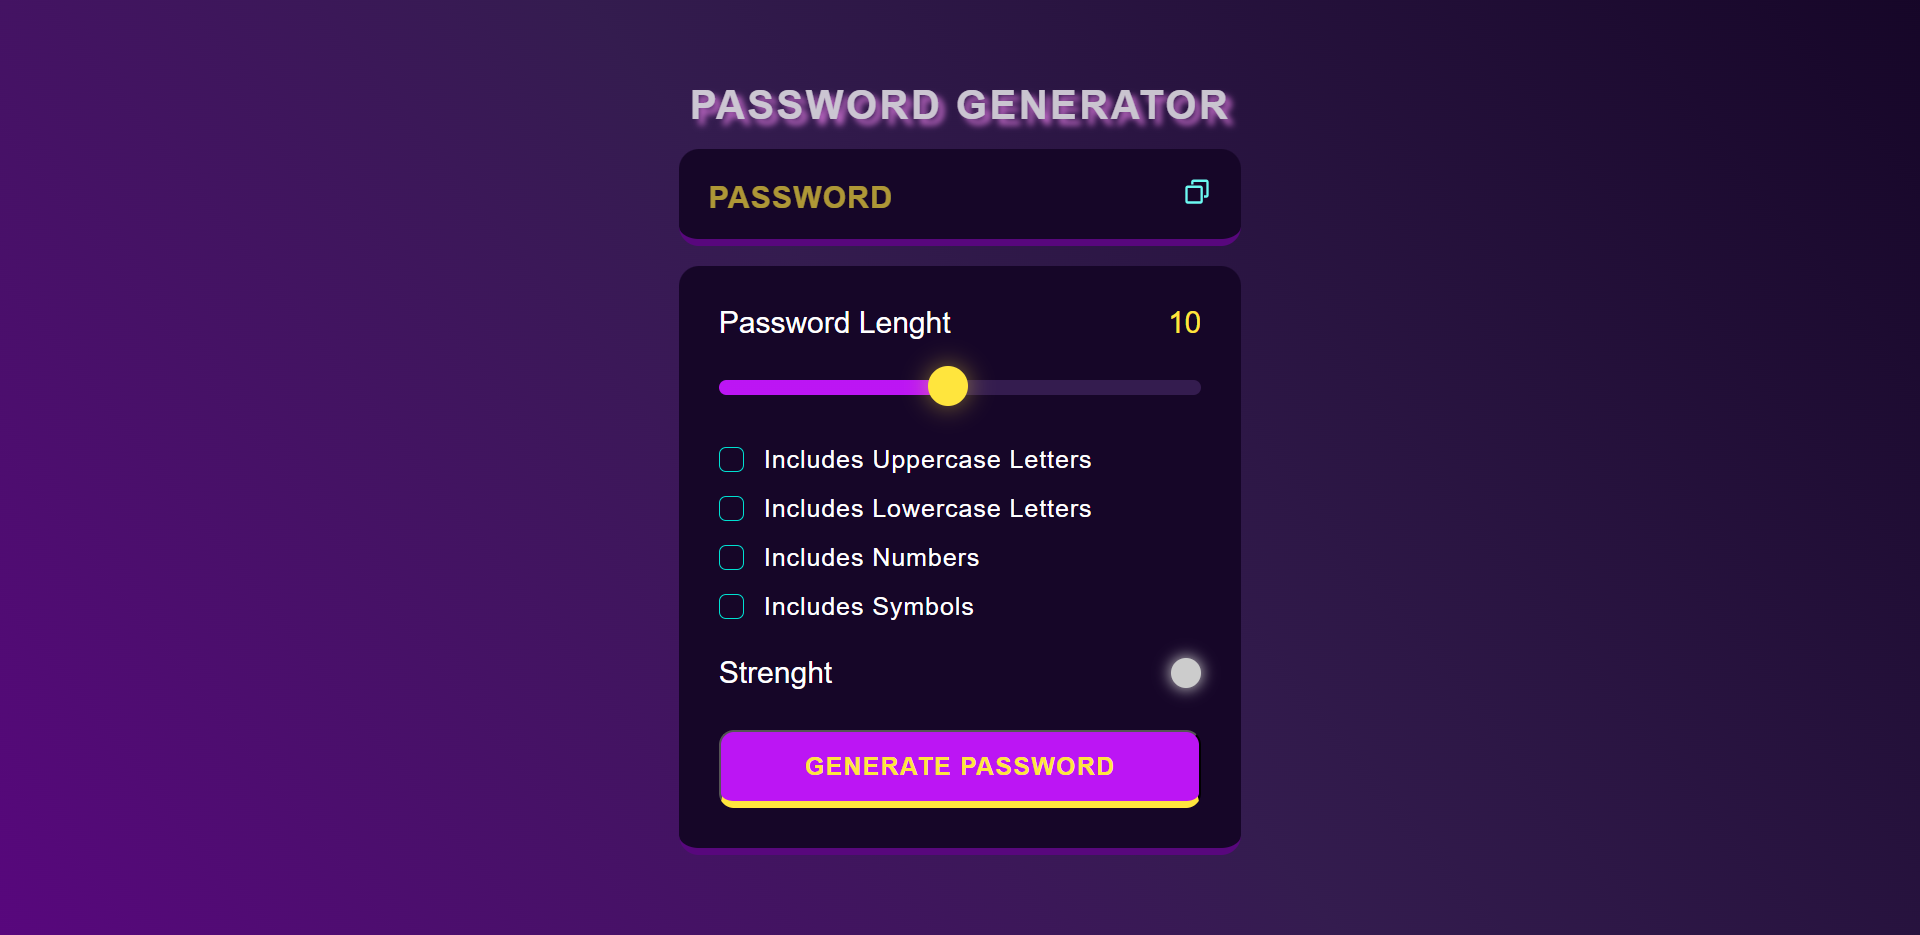 PASSWORD GENERATOR
PASSWORD
Password Lenght 10
Includes Uppercase Letters
Includes Lowercase Letters
Includes Numbers
Includes Symbols
Strenght
GENERATE PASSWORD